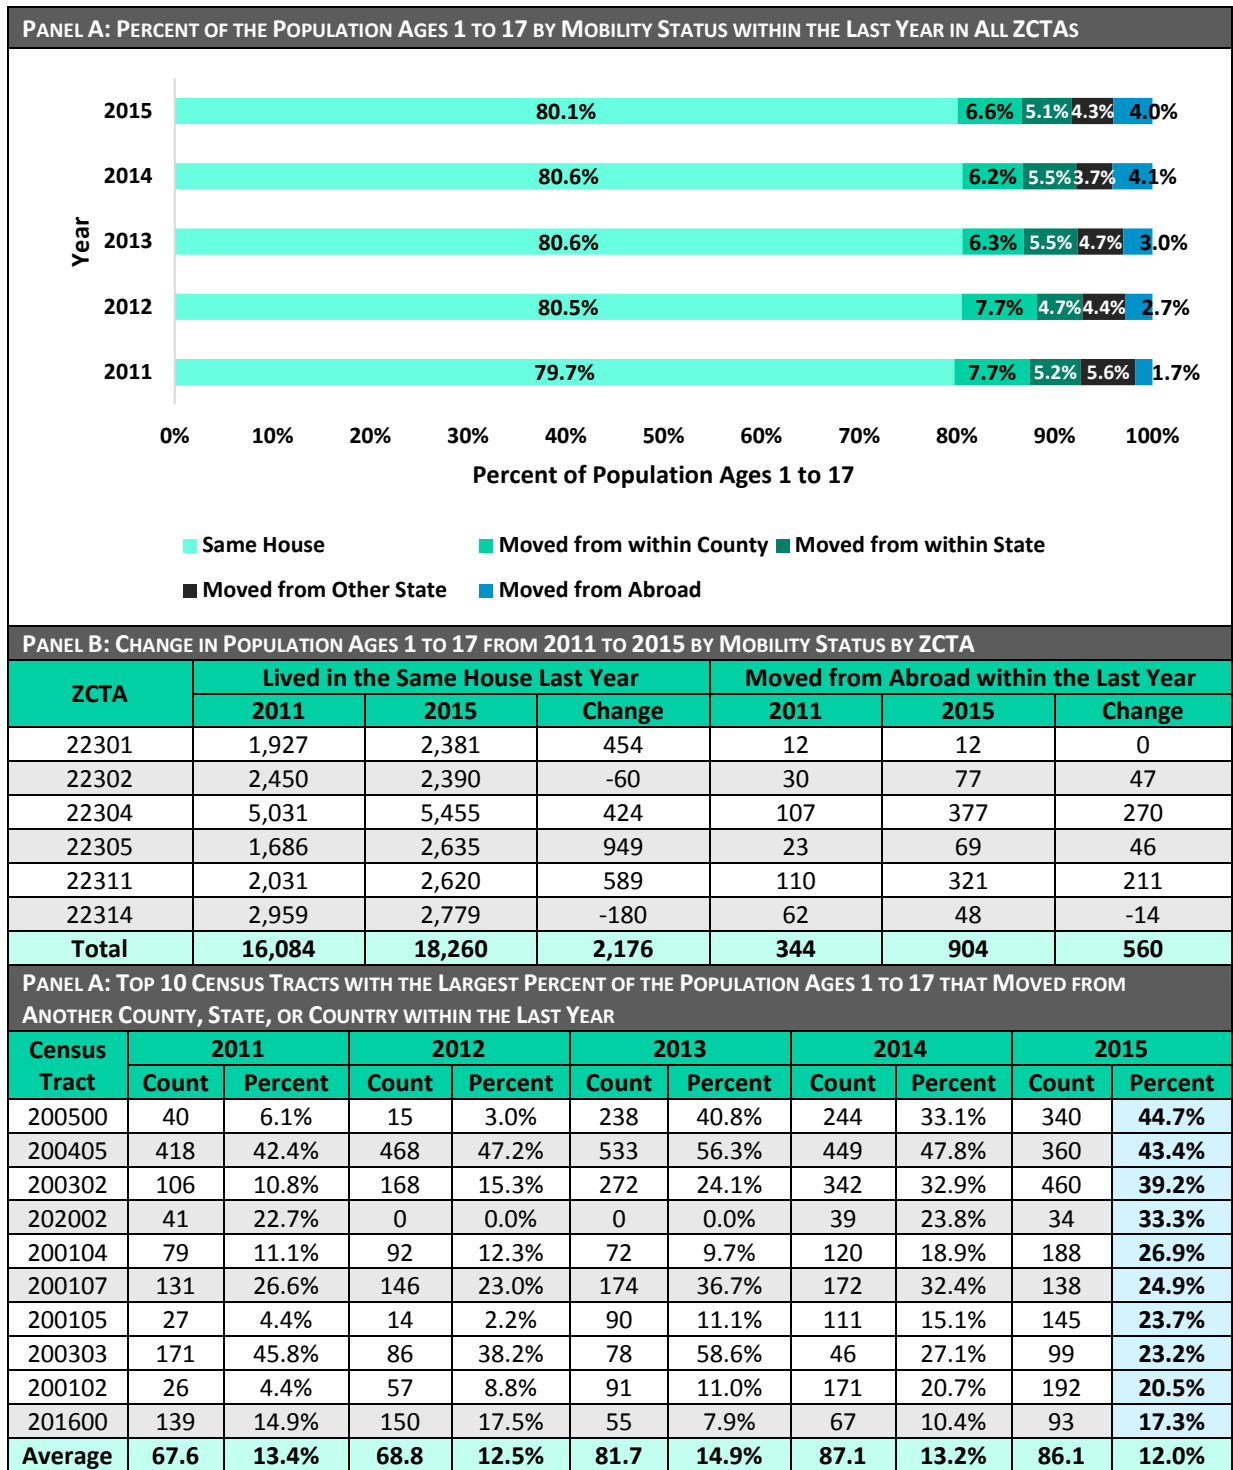 PANEL A: PERCENT OF THE POPULATION AGES 1 TO 17 BY MOBILITY STATUS WITHIN THE LAST YEAR IN ALL ZCTAS
2015 80.1% 6.6% 5.1% 4.3% 4.0%
2014 80.6% 6.2% 5.5% 3.7% 4.1%
Year
2013 80.6% 6.3% 5.5% 4.7% 3.0%
2012 80.5% 7.7% 4.7% 4.4% 2.7%
2011 79.7% 7.7% 5.2% 5.6% 1.7%
0% 10% 20% 30% 40% 50% 60% 70% 80% 90% 100%
Percent of Population Ages 1 to 17
Same House Moved from within County Moved from within State
Moved from Other State Moved from Abroad
PANEL B: CHANGE IN POPULATION AGES 1 TO 17 FROM 2011 TO 2015 BY MOBILITY STATUS BY ZCTA
ZCTA Lived in the Same House Last Year Moved from Abroad within the Last Year
2011 2015 Change 2011 2015 Change
22301 1,927 2,381 454 12 12 0
22302 2,450 2,390 -60 30 77 47
22304 5,031 5,455 424 107 377 270
22305 1,686 2,635 949 23 69 46
22311 2,031 2,620 589 110 321 211
22314 2,959 2,779 -180 62 48 -14
Total 16,084 18,260 2,176 344 904 560
PANEL A: TOP 10 CENSUS TRACTS WITH THE LARGEST PERCENT OF THE POPULATION AGES 1 TO 17 THAT MOVED FROM
ANOTHER COUNTY, STATE, OR COUNTRY WITHIN THE LAST YEAR
Census Tract 2011 2012 2013 2014 2015
Count Percent Count Percent Count Percent Count Percent Count Percent
200500 40 6.1% 15 3.0% 238 40.8% 244 33.1% 340 44.7%
200405 418 42.4% 468 47.2% 533 56.3% 449 47.8% 360 43.4%
200302 106 10.8% 168 15.3% 272 24.1% 342 32.9% 460 39.2%
202002 41 22.7% 0 0.0% 0 0.0% 39 23.8% 34 33.3%
200104 79 11.1% 92 12.3% 72 9.7% 120 18.9% 188 26.9%
200107 131 26.6% 146 23.0% 174 36.7% 172 32.4% 138 24.9%
200105 27 4.4% 14 2.2% 90 11.1% 111 15.1% 145 23.7%
200303 171 45.8% 86 38.2% 78 58.6% 46 27.1% 99 23.2%
200102 26 4.4% 57 8.8% 91 11.0% 171 20.7% 192 20.5%
201600 139 14.9% 150 17.5% 55 7.9% 67 10.4% 93 17.3%
Average 67.6 13.4% 68.8 12.5% 81.7 14.9% 87.1 13.2% 86.1 12.0%